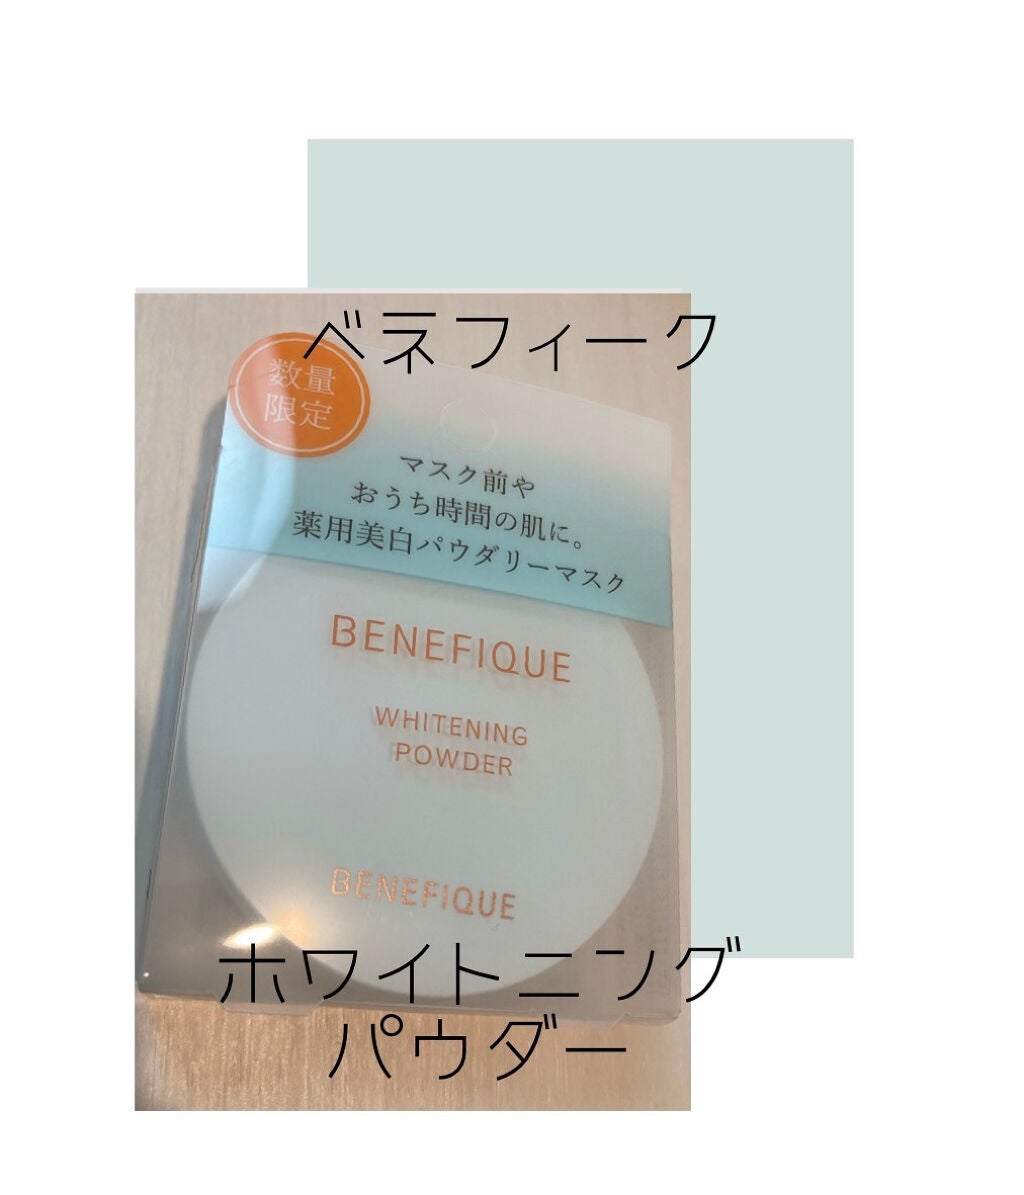 ベネフィーク
数量
限定
マスク前や
おうち時間の肌に。
薬用美白パウダリーマスク
BENEFIQUE
WHITENING
POWDER
BENEFIQUE
ホワイトニング
パウダー